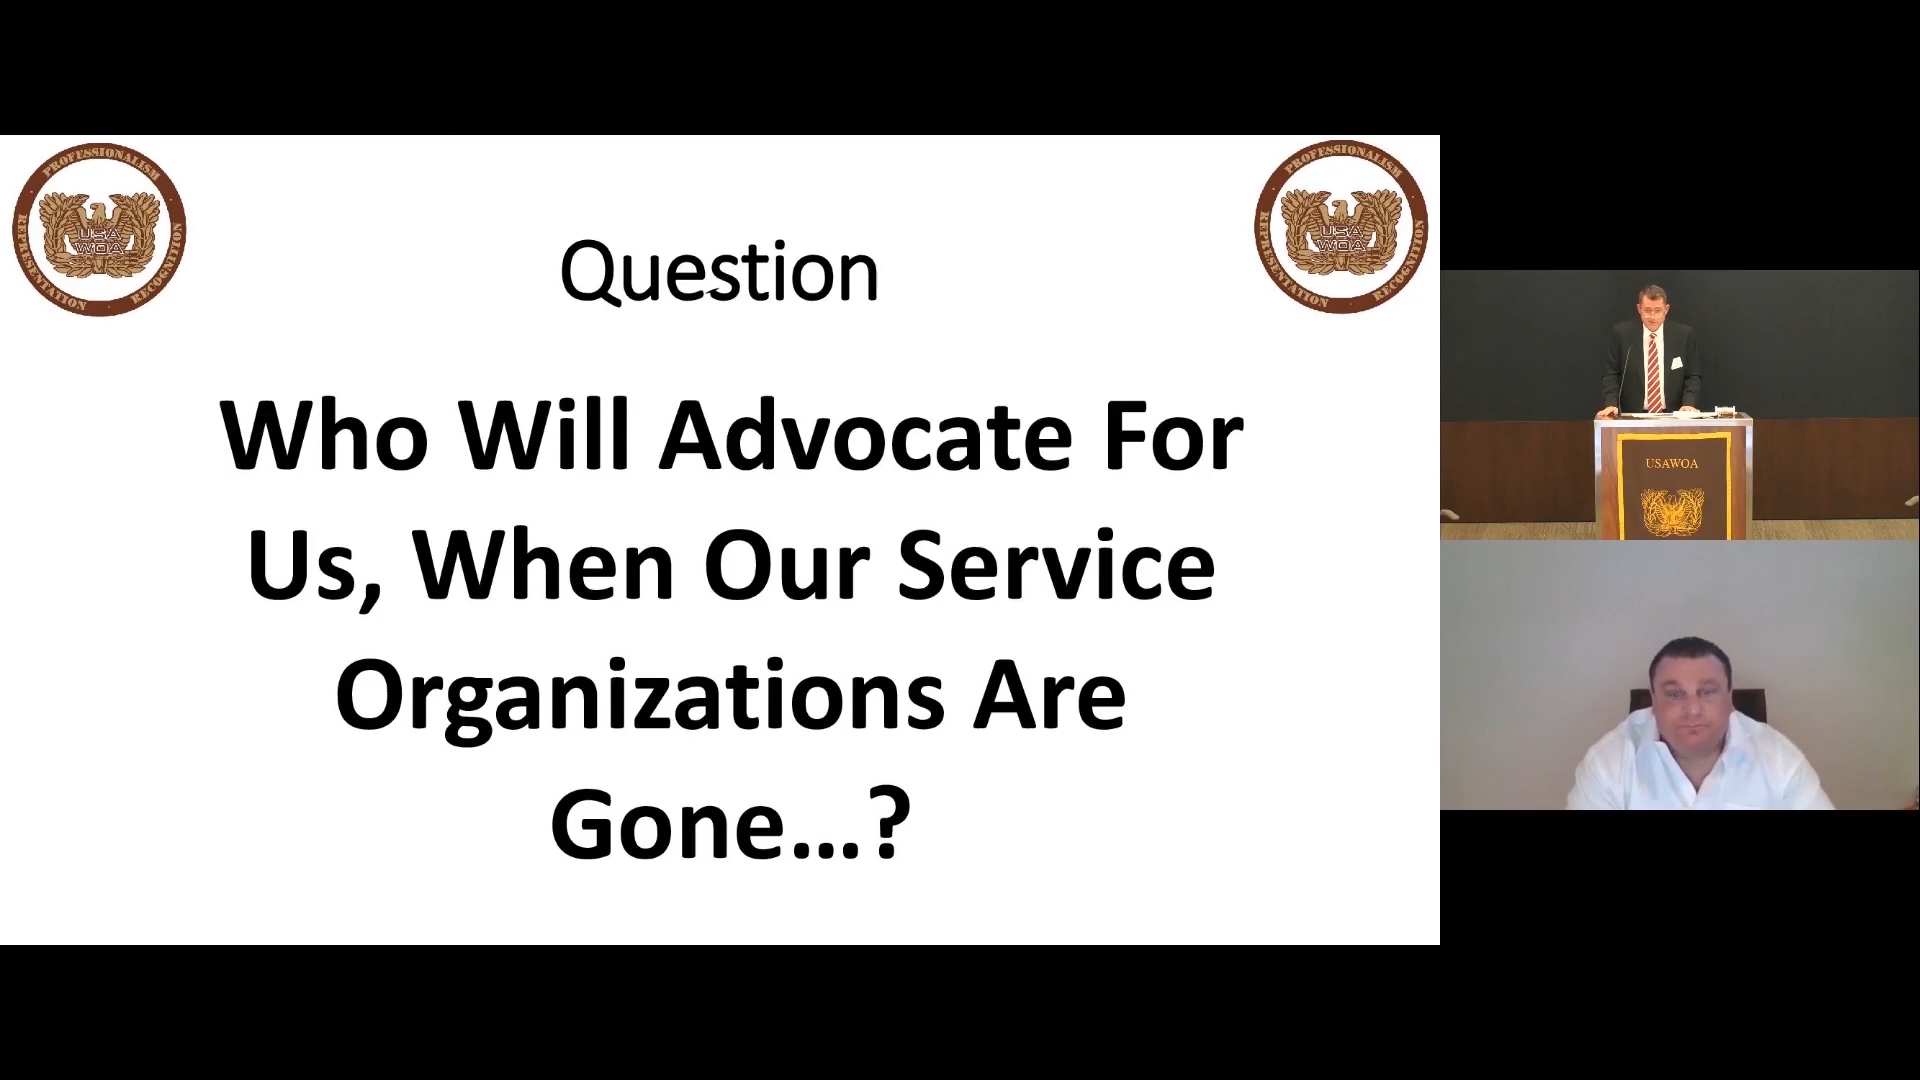 PROFESSIONALISM
REPRESENTATION
RECOGNITION
USA
WOA
PROFESSIONALISM
REPRESENTATION
RECOGNITION
USA
WOA
Question
Who Will Advocate For
Us, When Our Service
Organizations Are
Gone...?
USAWOA